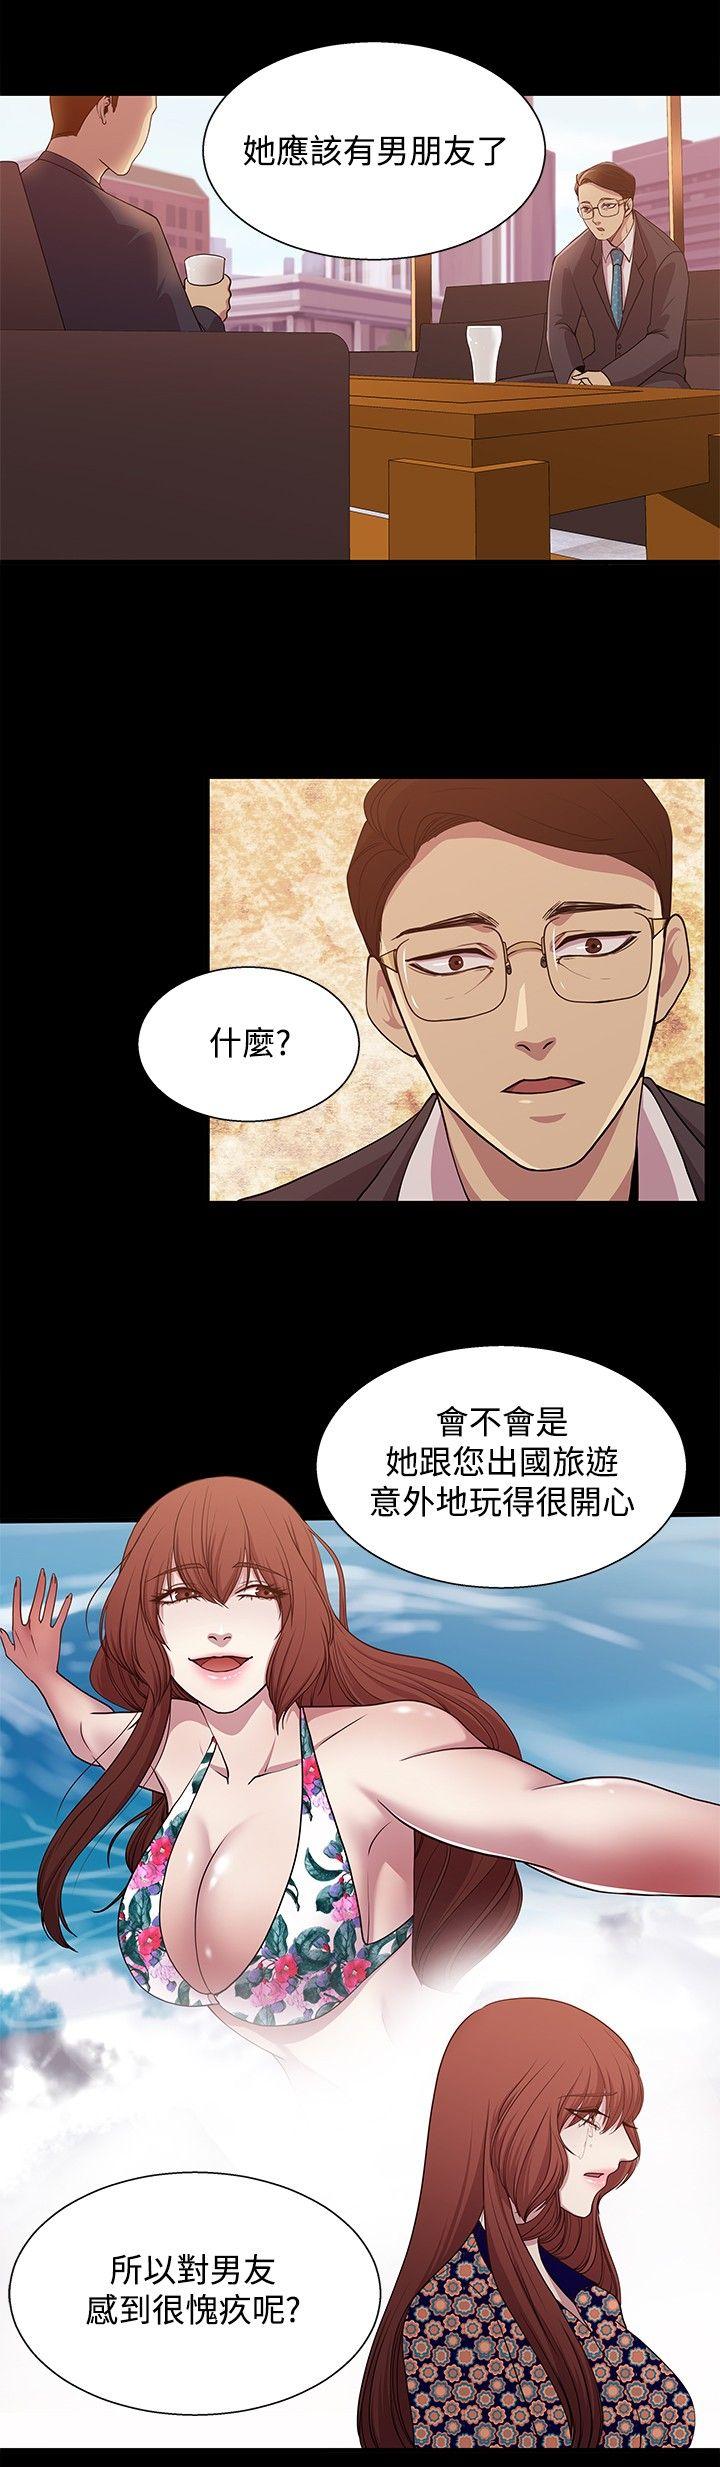 她應該有男朋友了
什麼?
會不會是
她跟您出國旅遊
意外地玩得很開心
所以對男友
感到很愧疚呢?